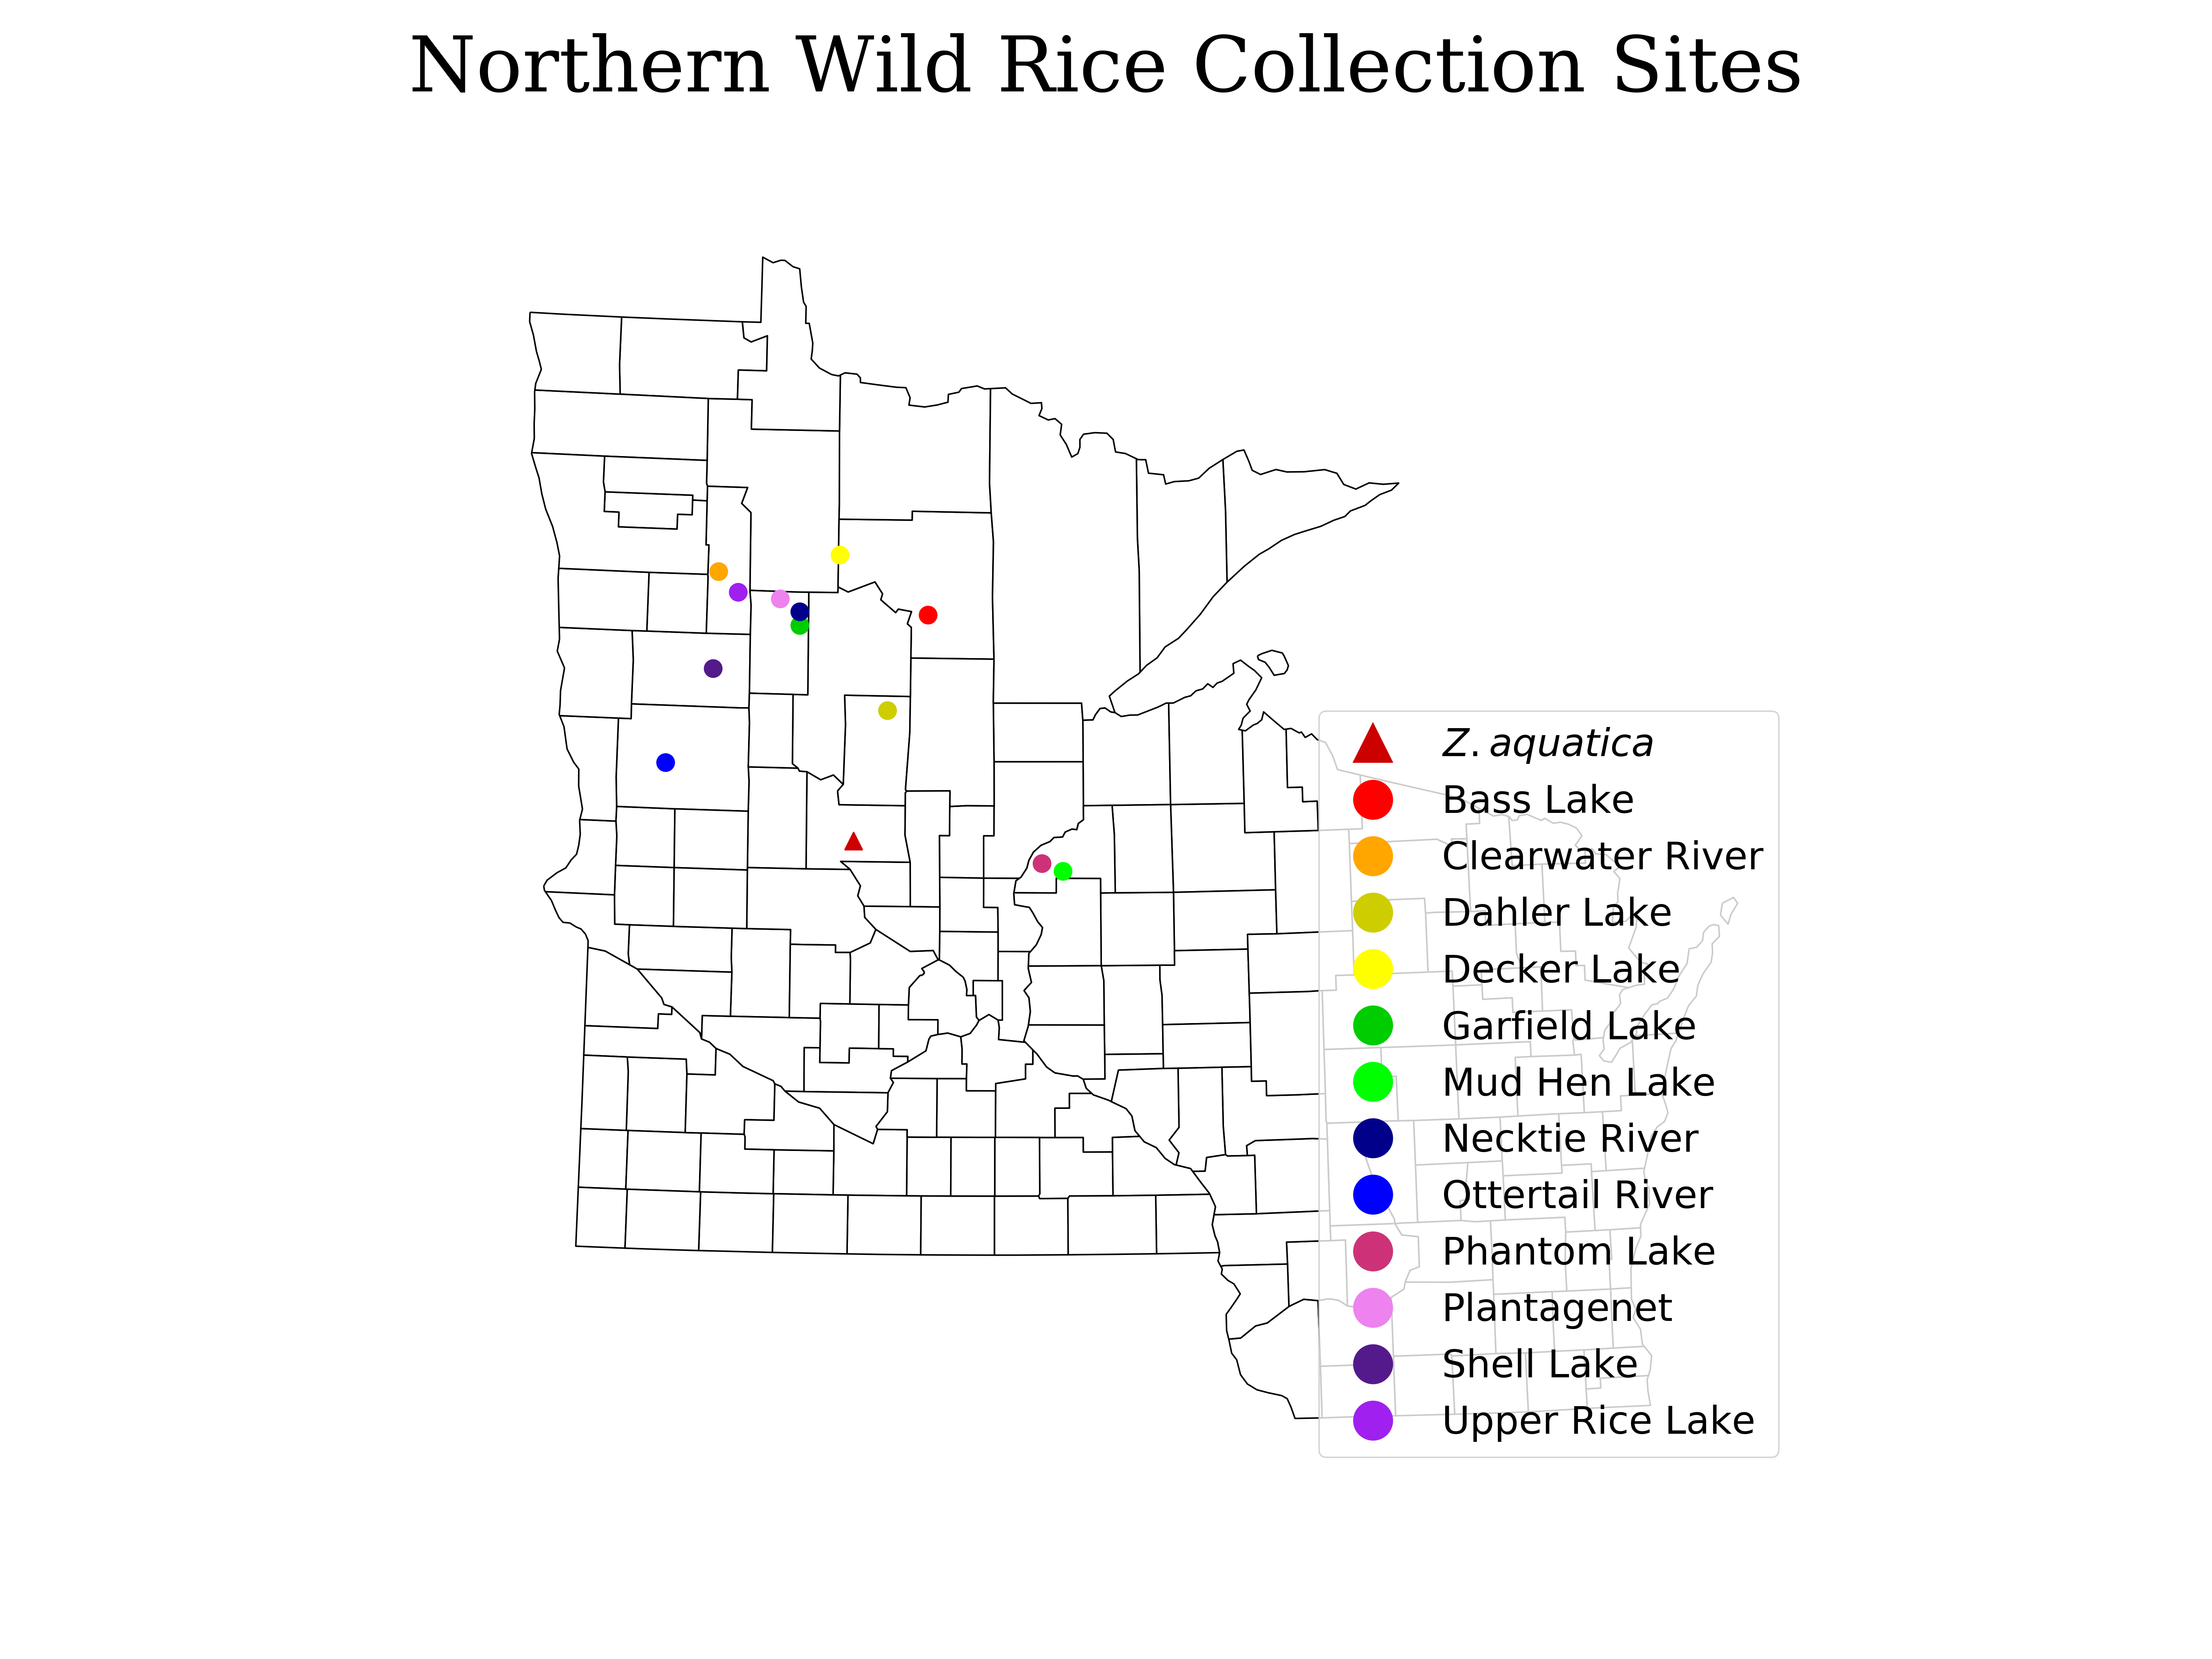 Northern Wild Rice Collection Sites
Z. aquatica
Bass Lake
Clearwater River
Dahler Lake
Decker Lake
Garfield Lake
Mud Hen Lake
Necktie River
Ottertail River
Phantom Lake
Plantagenet
Shell Lake
Upper Rice Lake